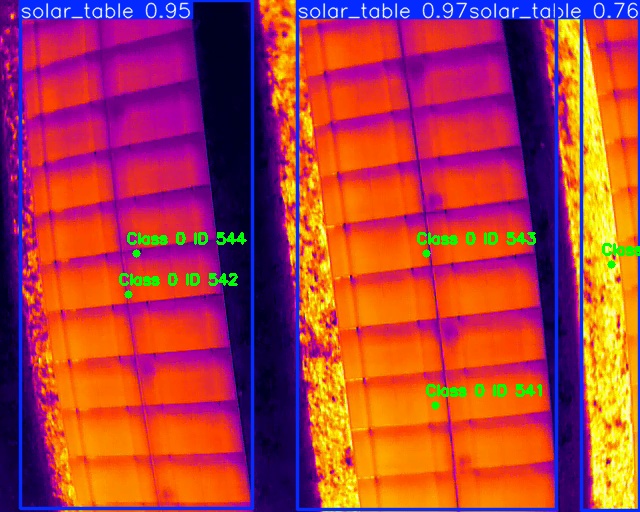 solar_table 0.95
solar_table 0.97
solar_table 0.76
Class 0 ID 544
Class 0 ID 543
Class
Class 0 ID 542
Class 0 ID 541